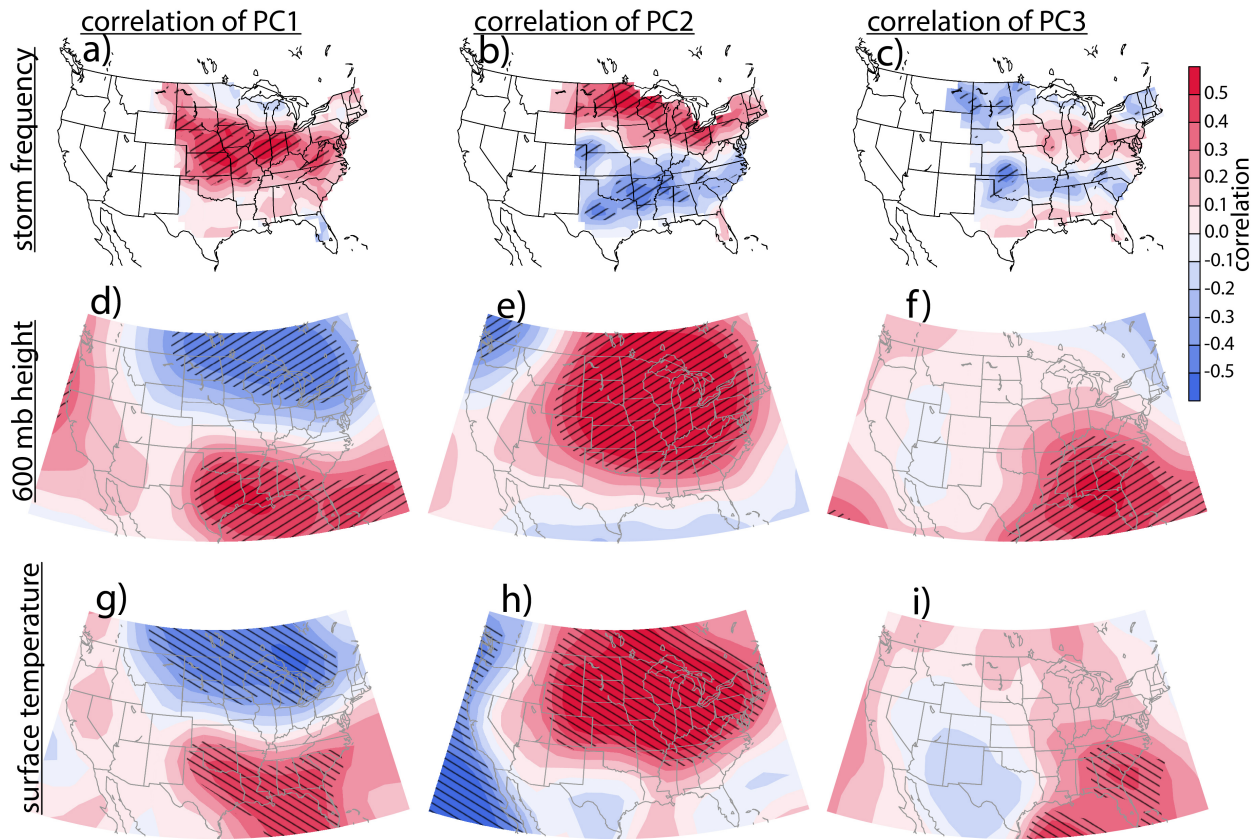 correlation of PC1 correlation of PC2 correlation of PC3
storm frequency
a) b) c)
600 mb height
d) e) f)
surface temperature
g) h) i)
0.5
0.4
0.3
0.2
0.1
0.0
-0.1
-0.2
-0.3
-0.4
-0.5
correlation